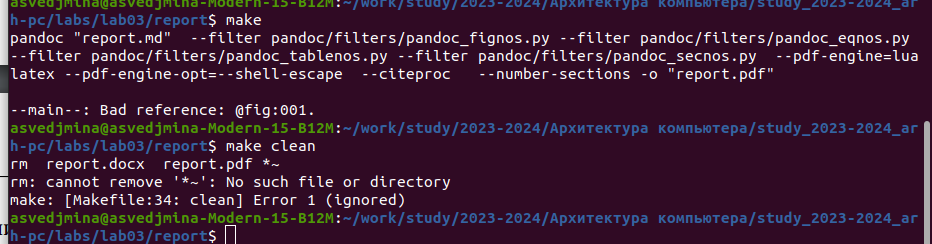 asvedjmina@asvedjmina-Modern-15-B12M:~/work/study/2023-2024/Архитектура компьютера/study_2023-2024_ar
h-pc/labs/lab03/report$ make
pandoc "report.md"  --filter pandoc/filters/pandoc_fignos.py --filter pandoc/filters/pandoc_eqnos.py
--filter pandoc/filters/pandoc_tablenos.py --filter pandoc/filters/pandoc_secnos.py  --pdf-engine=lua
latex --pdf-engine-opt=--shell-escape  --citeproc   --number-sections -o "report.pdf"
--main--: Bad reference: @fig:001.
asvedjmina@asvedjmina-Modern-15-B12M:~/work/study/2023-2024/Архитектура компьютера/study_2023-2024_ar
h-pc/labs/lab03/report$ make clean
rm  report.docx  report.pdf *~
rm: cannot remove '*~': No such file or directory
make: [Makefile:34: clean] Error 1 (ignored)
asvedjmina@asvedjmina-Modern-15-B12M:~/work/study/2023-2024/Архитектура компьютера/study_2023-2024_ar
h-pc/labs/lab03/report$